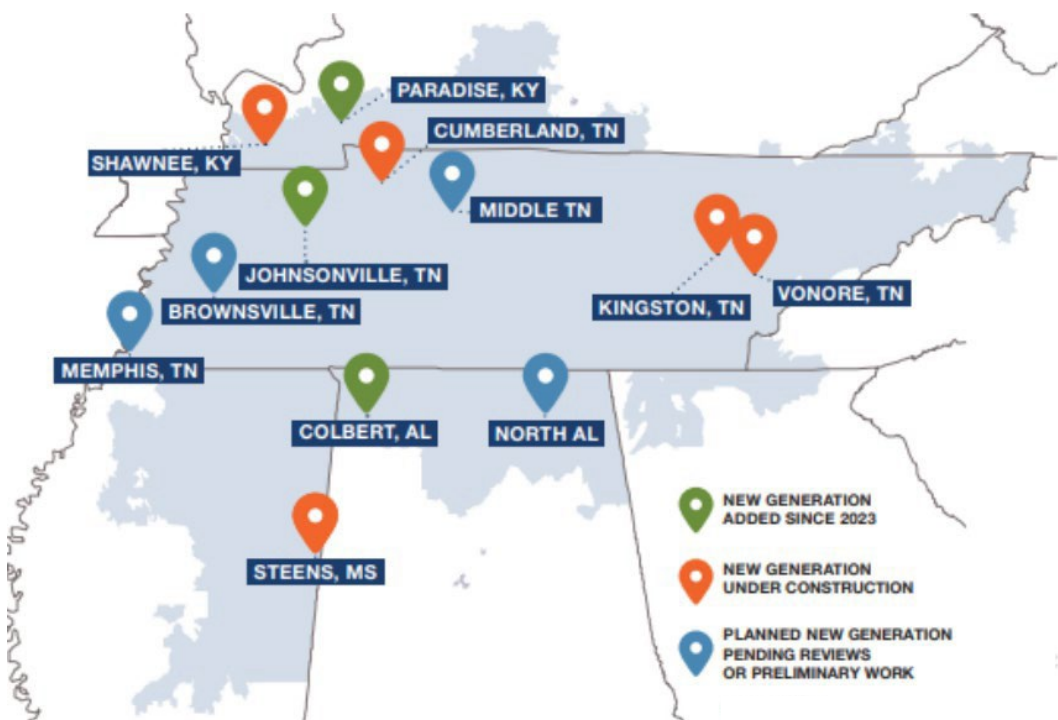 PARADISE, KY
CUMBERLAND, TN
SHAWNEE, KY
MIDDLE TN
JOHNSONVILLE, TN
BROWNSVILLE, TN
KINGSTON, TN
VONORE, TN
MEMPHIS, TN
COLBERT, AL
NORTH AL
STEENS, MS
NEW GENERATION
ADDED SINCE 2023
NEW GENERATION
UNDER CONSTRUCTION
PLANNED NEW GENERATION
PENDING REVIEWS
OR PRELIMINARY WORK